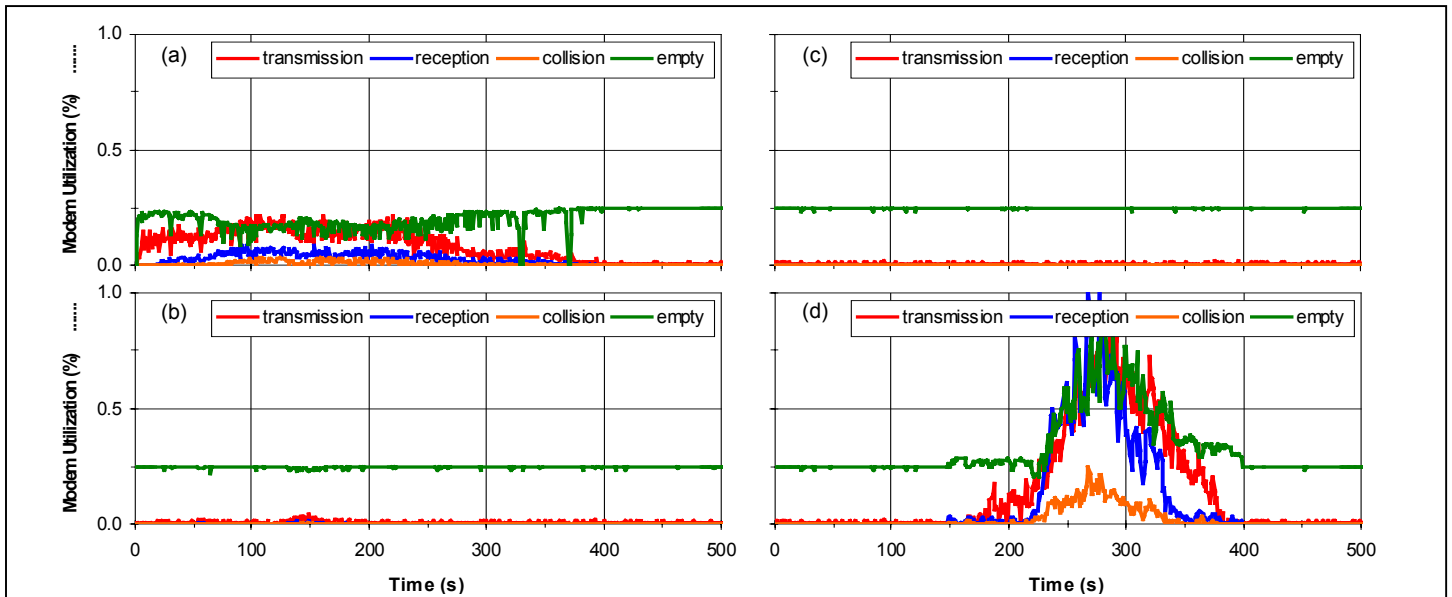 1.0
(a)
transmission reception collision empty
0.5
0.0
Modem Utilization (%)
(c)
transmission reception collision empty
1.0
(b)
transmission reception collision empty
0.5
0.0
Modem Utilization (%)
0 100 200 300 400 500
Time (s)
(d)
transmission reception collision empty
0 100 200 300 400 500
Time (s)